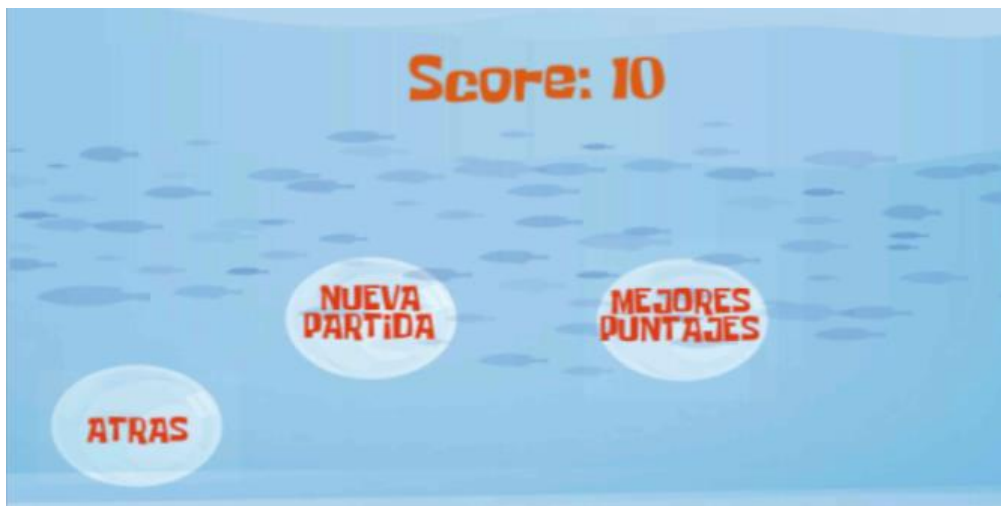 Score: 10
NUEVA
PARTiDA
MEJORES
PUNTAJES
ATRAS